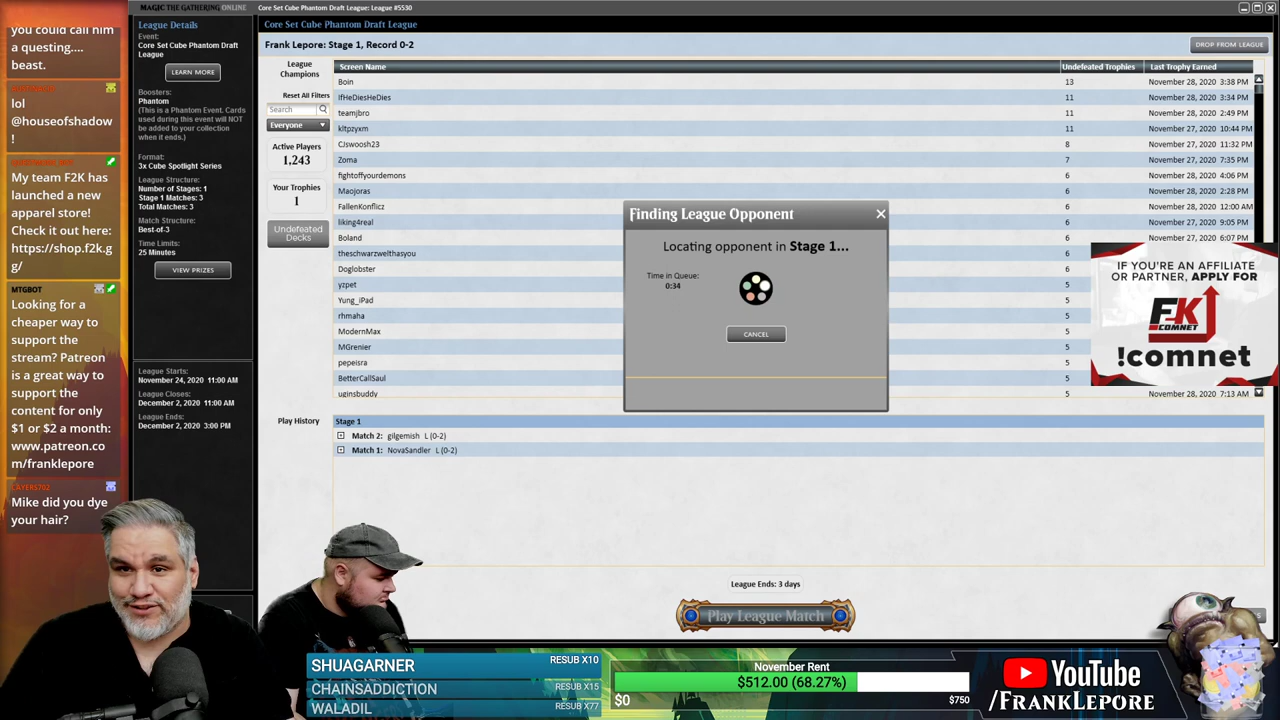 you could call him
a questing....
beast.
lol
@houseofshadow
!
My team F2K has
launched a new
apparel store!
Check it out here:
https://shop.f2k.g
g/
MTGBOT
Looking for a
cheaper way to
support the
stream? Patreon
is a great way to
support the
content for only
$1 or $2 a month:
www.patreon.co
m/franklepore
PLAYERS702
Mike did you dye
your hair?
MAGIC THE GATHERING ONLINE
Core Set Cube Phantom Draft League: League #5530
League Details
Event:
Core Set Cube Phantom Draft
League
LEARN MORE
Boosters:
Phantom
(This is a Phantom Event. Cards
used during this event will NOT
be added to your collection
when it ends.)
Format:
3x Cube Spotlight Series
League Structure:
Number of Stages: 1
Stage 1 Matches: 3
Total Matches: 3
Match Structure:
Best-of-3
Time Limits:
25 Minutes
VIEW PRIZES
League Starts:
November 24, 2020 11:00 AM
League Closes:
December 2, 2020 11:00 AM
League Ends:
December 2, 2020 3:00 PM
Core Set Cube Phantom Draft League
Frank Lepore: Stage 1, Record 0-2
DROP FROM LEAGUE
League
Champions
Reset All Filters
Search
Everyone
Active Players
1,243
Your Trophies
1
Undefeated
Decks
Screen Name Undefeated Trophies Last Trophy Earned
Boin 13 November 28, 2020 3:38 PM
IfHeDiesHeDies 11 November 28, 2020 3:34 PM
teamjbro 11 November 28, 2020 2:49 PM
kltpzyxm 11 November 27, 2020 10:44 PM
CJswoosh23 8 November 28, 2020 11:32 PM
Zoma 7 November 27, 2020 7:35 PM
fightoffyourdemons 6 November 28, 2020 4:06 PM
Maojoras 6 November 28, 2020 2:28 PM
FallenKonflicz 6 November 28, 2020 12:00 AM
liking4real 6 November 27, 2020 9:05 PM
Boland 6 November 27, 2020 6:07 PM
theschwarzwelthasyou 6
Doglobster 6
yzpet 5
Yung_iPad 5
rhmaha 5
ModernMax 5
MGrenier 5
pepeisra 5
BetterCallSaul 5
uginsbuddy 5 November 28, 2020 7:13 AM
Finding League Opponent
Locating opponent in Stage 1...
Time in Queue:
0:34
CANCEL
IF YOU'RE AN AFFILIATE
OR PARTNER, APPLY FOR
F2K
.COMNET
!comnet
Play History
Stage 1
Match 2: gilgemish L (0-2)
Match 1: NovaSandler L (0-2)
League Ends: 3 days
Play League Match
SHUAGARNER RESUB X10
CHAINSADDICTION RESUB X15
WALADIL RESUB X77
November Rent
$512.00 (68.27%)
$0 $750
YouTube
/FRANKLEPORE